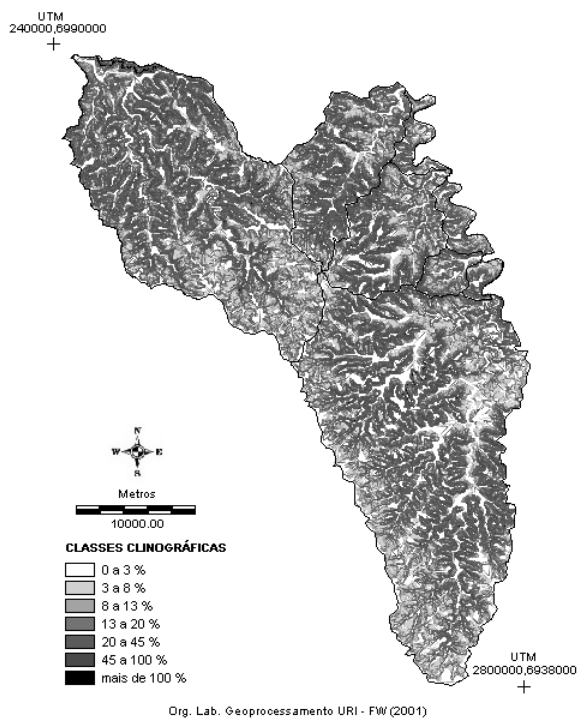 UTM
240000,6990000
N
W E
S
Metros
10000.00
CLASSES CLINOGRÁFICAS
0 a 3 %
3 a 8 %
8 a 13 %
13 a 20 %
20 a 45 %
45 a 100 %
mais de 100 %
UTM
2800000,6938000
Org. Lab. Geoprocessamento URI - FW (2001)